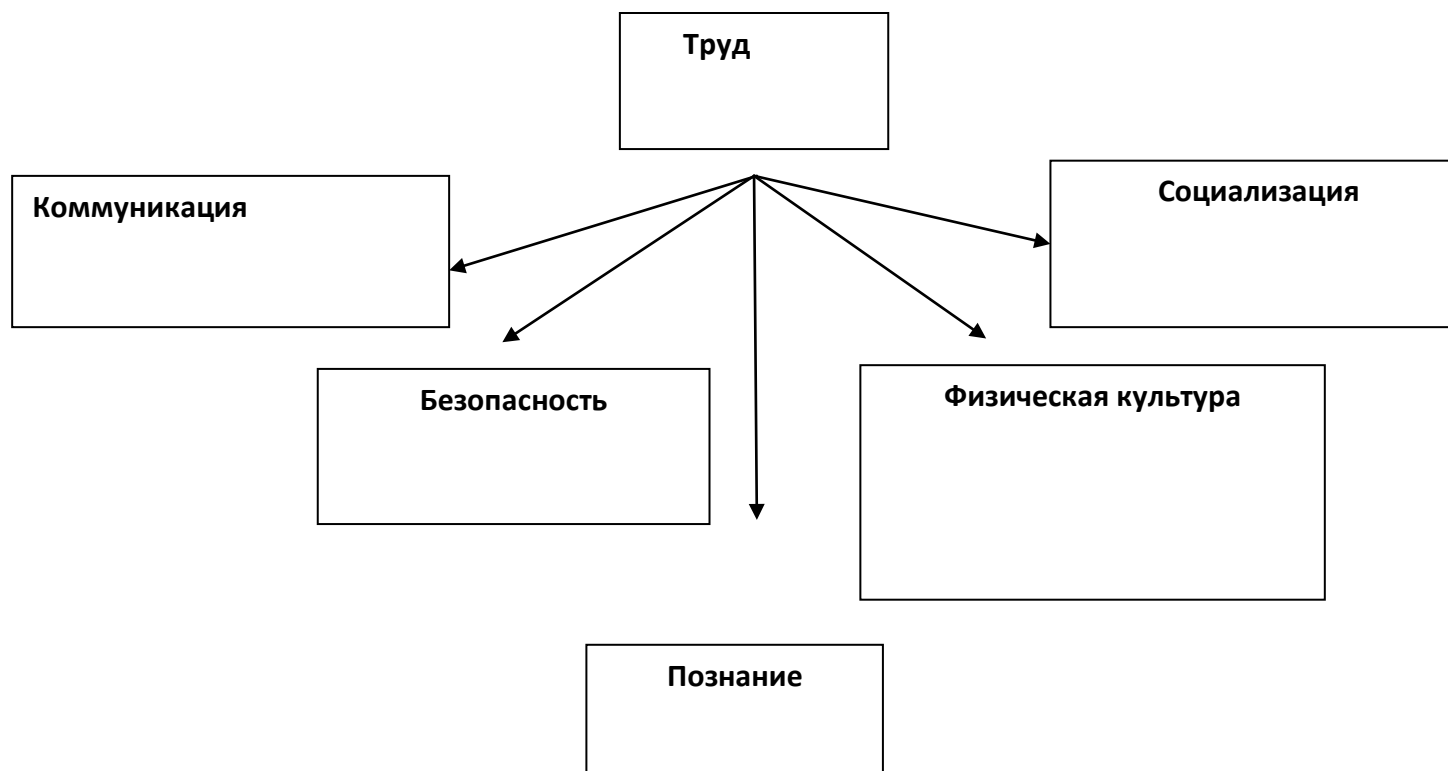 Труд
Коммуникация
Социализация
Безопасность
Физическая культура
Познание